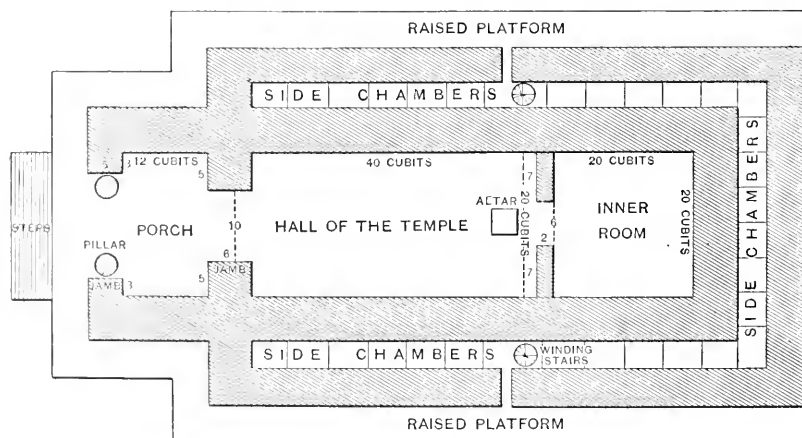 RAISED PLATFORM
SIDE CHAMBERS
12 CUBITS
40 CUBITS
20 CUBITS
5
3
5
7
20 CUBITS
6
20 CUBITS
SIDE CHAMBERS
ALTAR
STEPS
PORCH
10
HALL OF THE TEMPLE
INNER
ROOM
PILLAR
2
6
JAMB
JAMB
3
5
7
SIDE CHAMBERS
WINDING
STAIRS
RAISED PLATFORM